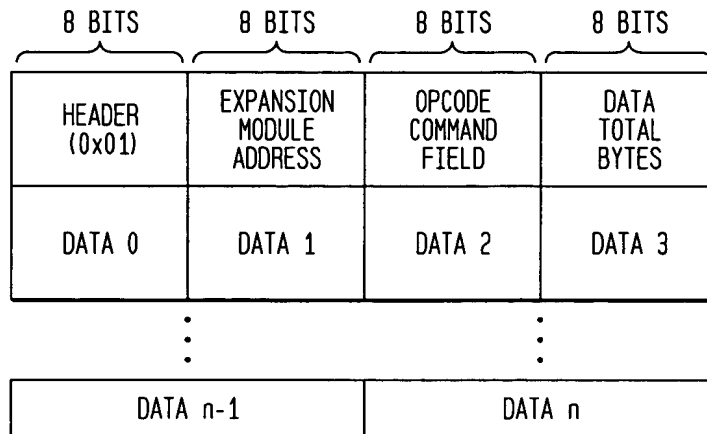 8 BITS 8 BITS 8 BITS 8 BITS
HEADER (0x01)
EXPANSION MODULE ADDRESS
OPCODE COMMAND FIELD
DATA TOTAL BYTES
DATA 0 DATA 1 DATA 2 DATA 3
DATA n-1 DATA n